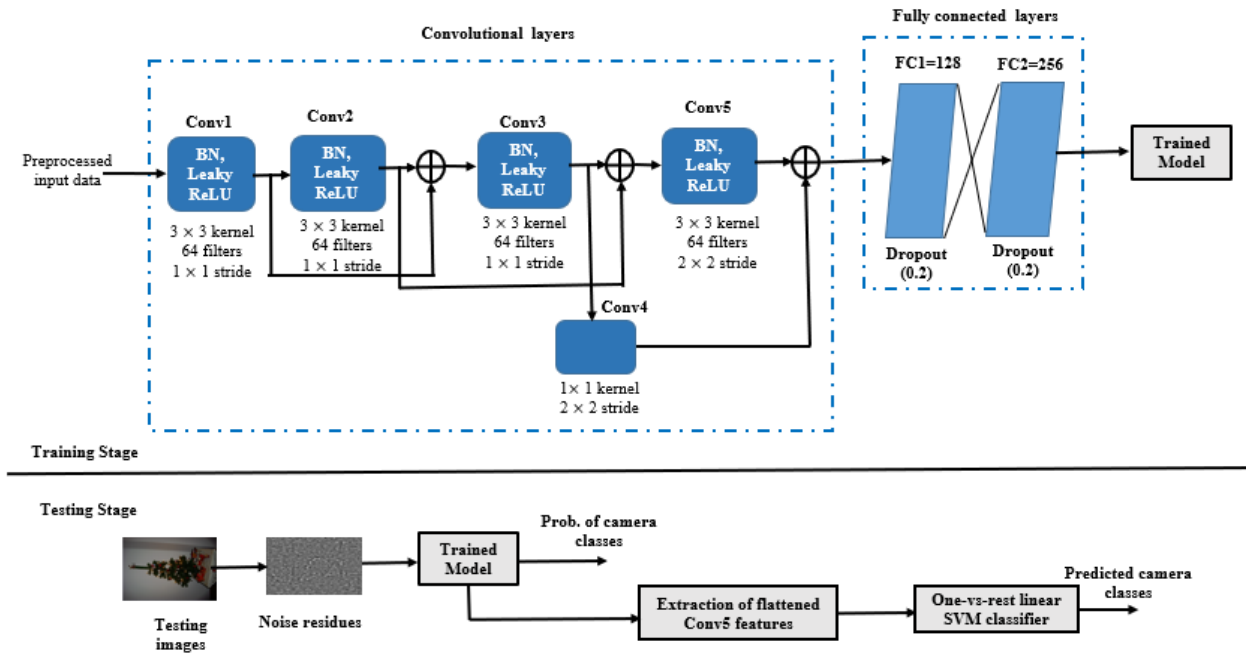 Convolutional layers
Fully connected layers
FC1=128
FC2=256
Conv1
Conv2
Conv3
Conv5
Preprocessed
input data
BN,
Leaky
ReLU
BN,
Leaky
ReLU
BN,
Leaky
ReLU
BN,
Leaky
ReLU
Trained
Model
3 × 3 kernel
64 filters
1 × 1 stride
3 × 3 kernel
64 filters
1 × 1 stride
3 × 3 kernel
64 filters
1 × 1 stride
3 × 3 kernel
64 filters
2 × 2 stride
Dropout
(0.2)
Dropout
(0.2)
Conv4
1× 1 kernel
2 × 2 stride
Training Stage
Testing Stage
Testing
images
Noise residues
Trained
Model
Prob. of camera
classes
Extraction of flattened
Conv5 features
One-vs-rest linear
SVM classifier
Predicted camera
classes